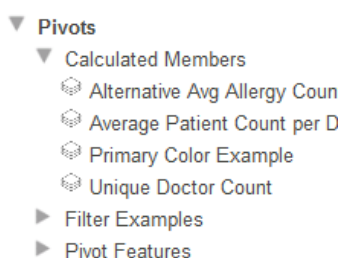 Pivots
Calculated Members
Alternative Avg Allergy Coun
Average Patient Count per D
Primary Color Example
Unique Doctor Count
Filter Examples
Pivot Features